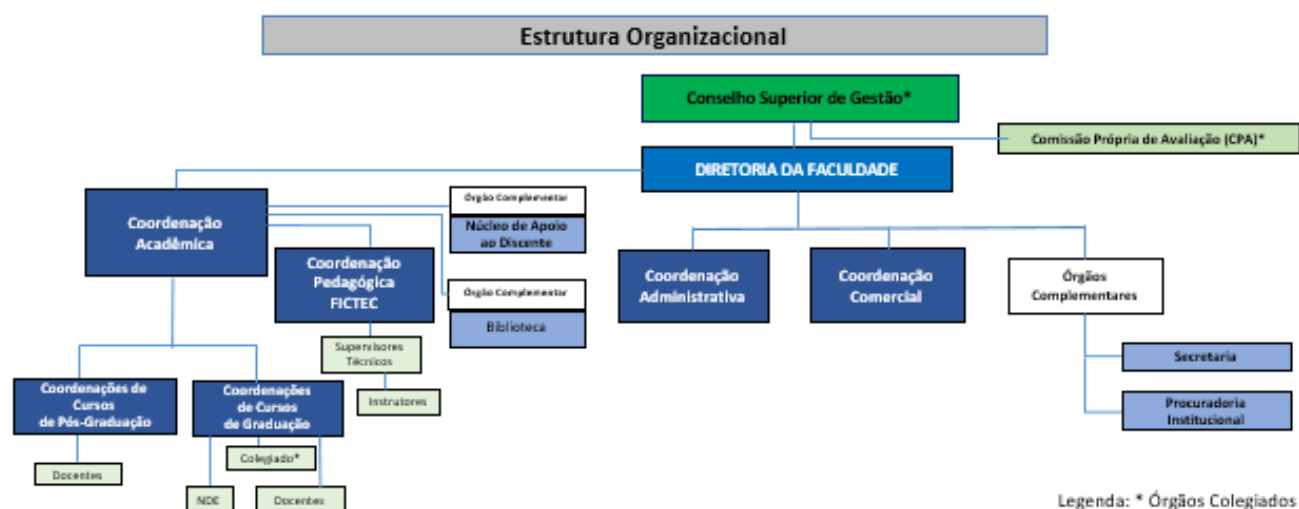 Estrutura Organizacional
Conselho Superior de Gestão*
Comissão Própria de Avaliação (CPA)*
DIRETORIA DA FACULDADE
Coordenação
Acadêmica
Órgão Complementar
Núcleo de Apoio
ao Discente
Coordenação
Pedagógica
FICTEC
Órgão Complementar
Biblioteca
Coordenação
Administrativa
Coordenação
Comercial
Órgãos
Complementares
Supervisores
Técnicos
Instrutores
Secretaria
Procuradoria
Institucional
Coordenações de
Cursos
de Pós-Graduação
Coordenações
de Cursos
de Graduação
Docentes
Colegiado*
NDE
Docentes
Legenda: * Órgãos Colegiados